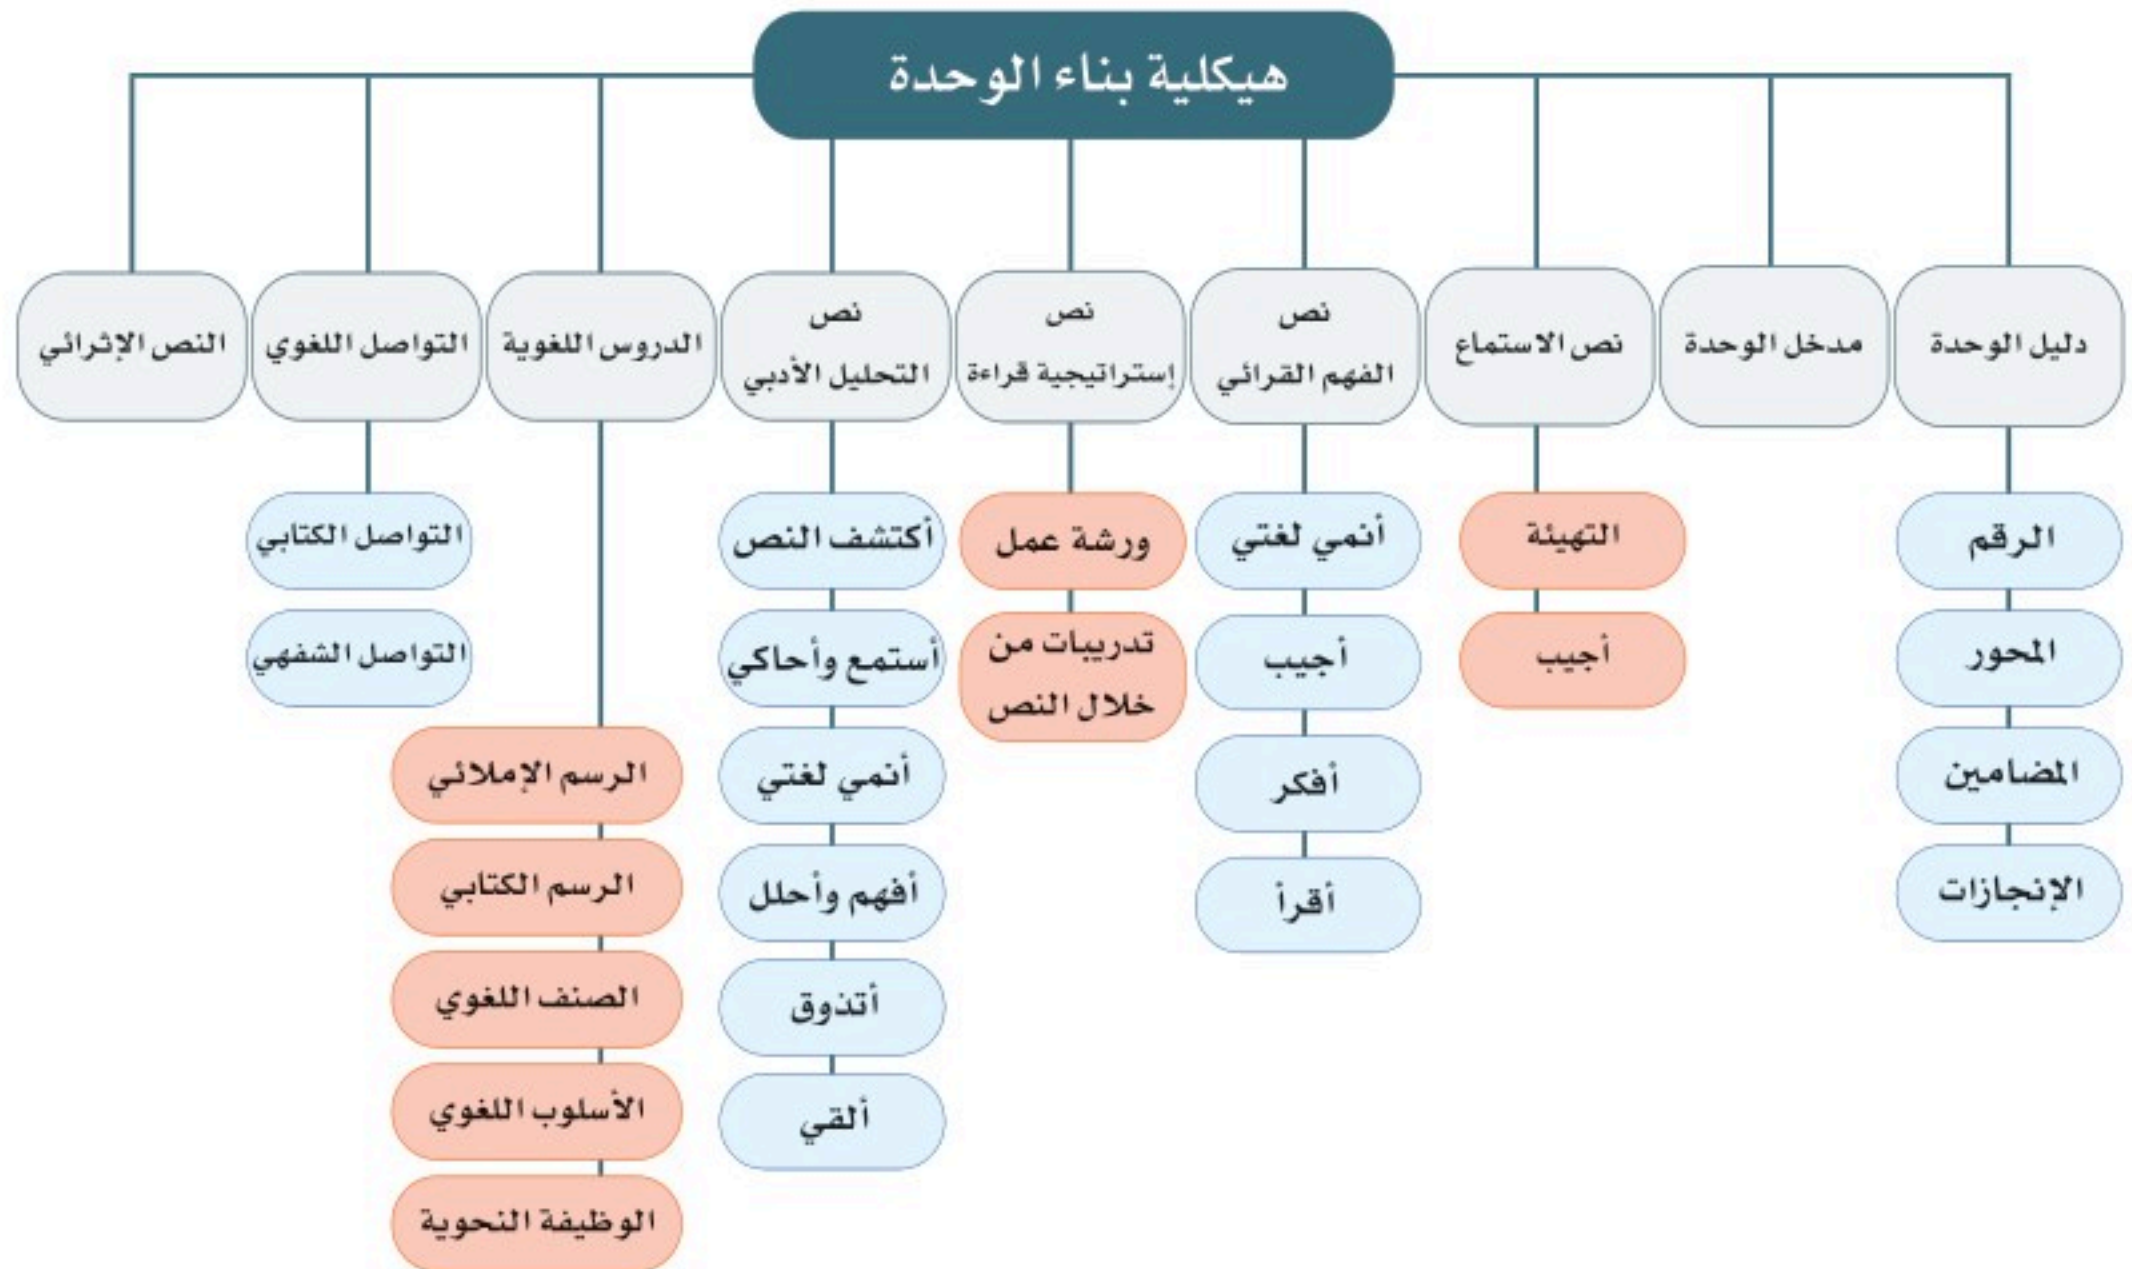 هيكلية بناء الوحدة
دليل الوحدة
مدخل الوحدة
نص الاستماع
نص
الفهم القرائي
نص
إستراتيجية قراءة
نص
التحليل الأدبي
الدروس اللغوية
التواصل اللغوي
النص الإثرائي
الرقم
المحور
المضامين
الإنجازات
التهيئة
أجيب
أنمي لغتي
أجيب
أفكر
أقرأ
ورشة عمل
تدريبات من
خلال النص
أكتشف النص
أستمع وأحاكي
أنمي لغتي
أفهم وأحلل
أتذوق
ألقي
الرسم الإملائي
الرسم الكتابي
الصنف اللغوي
الأسلوب اللغوي
الوظيفة النحوية
التواصل الكتابي
التواصل الشفهي